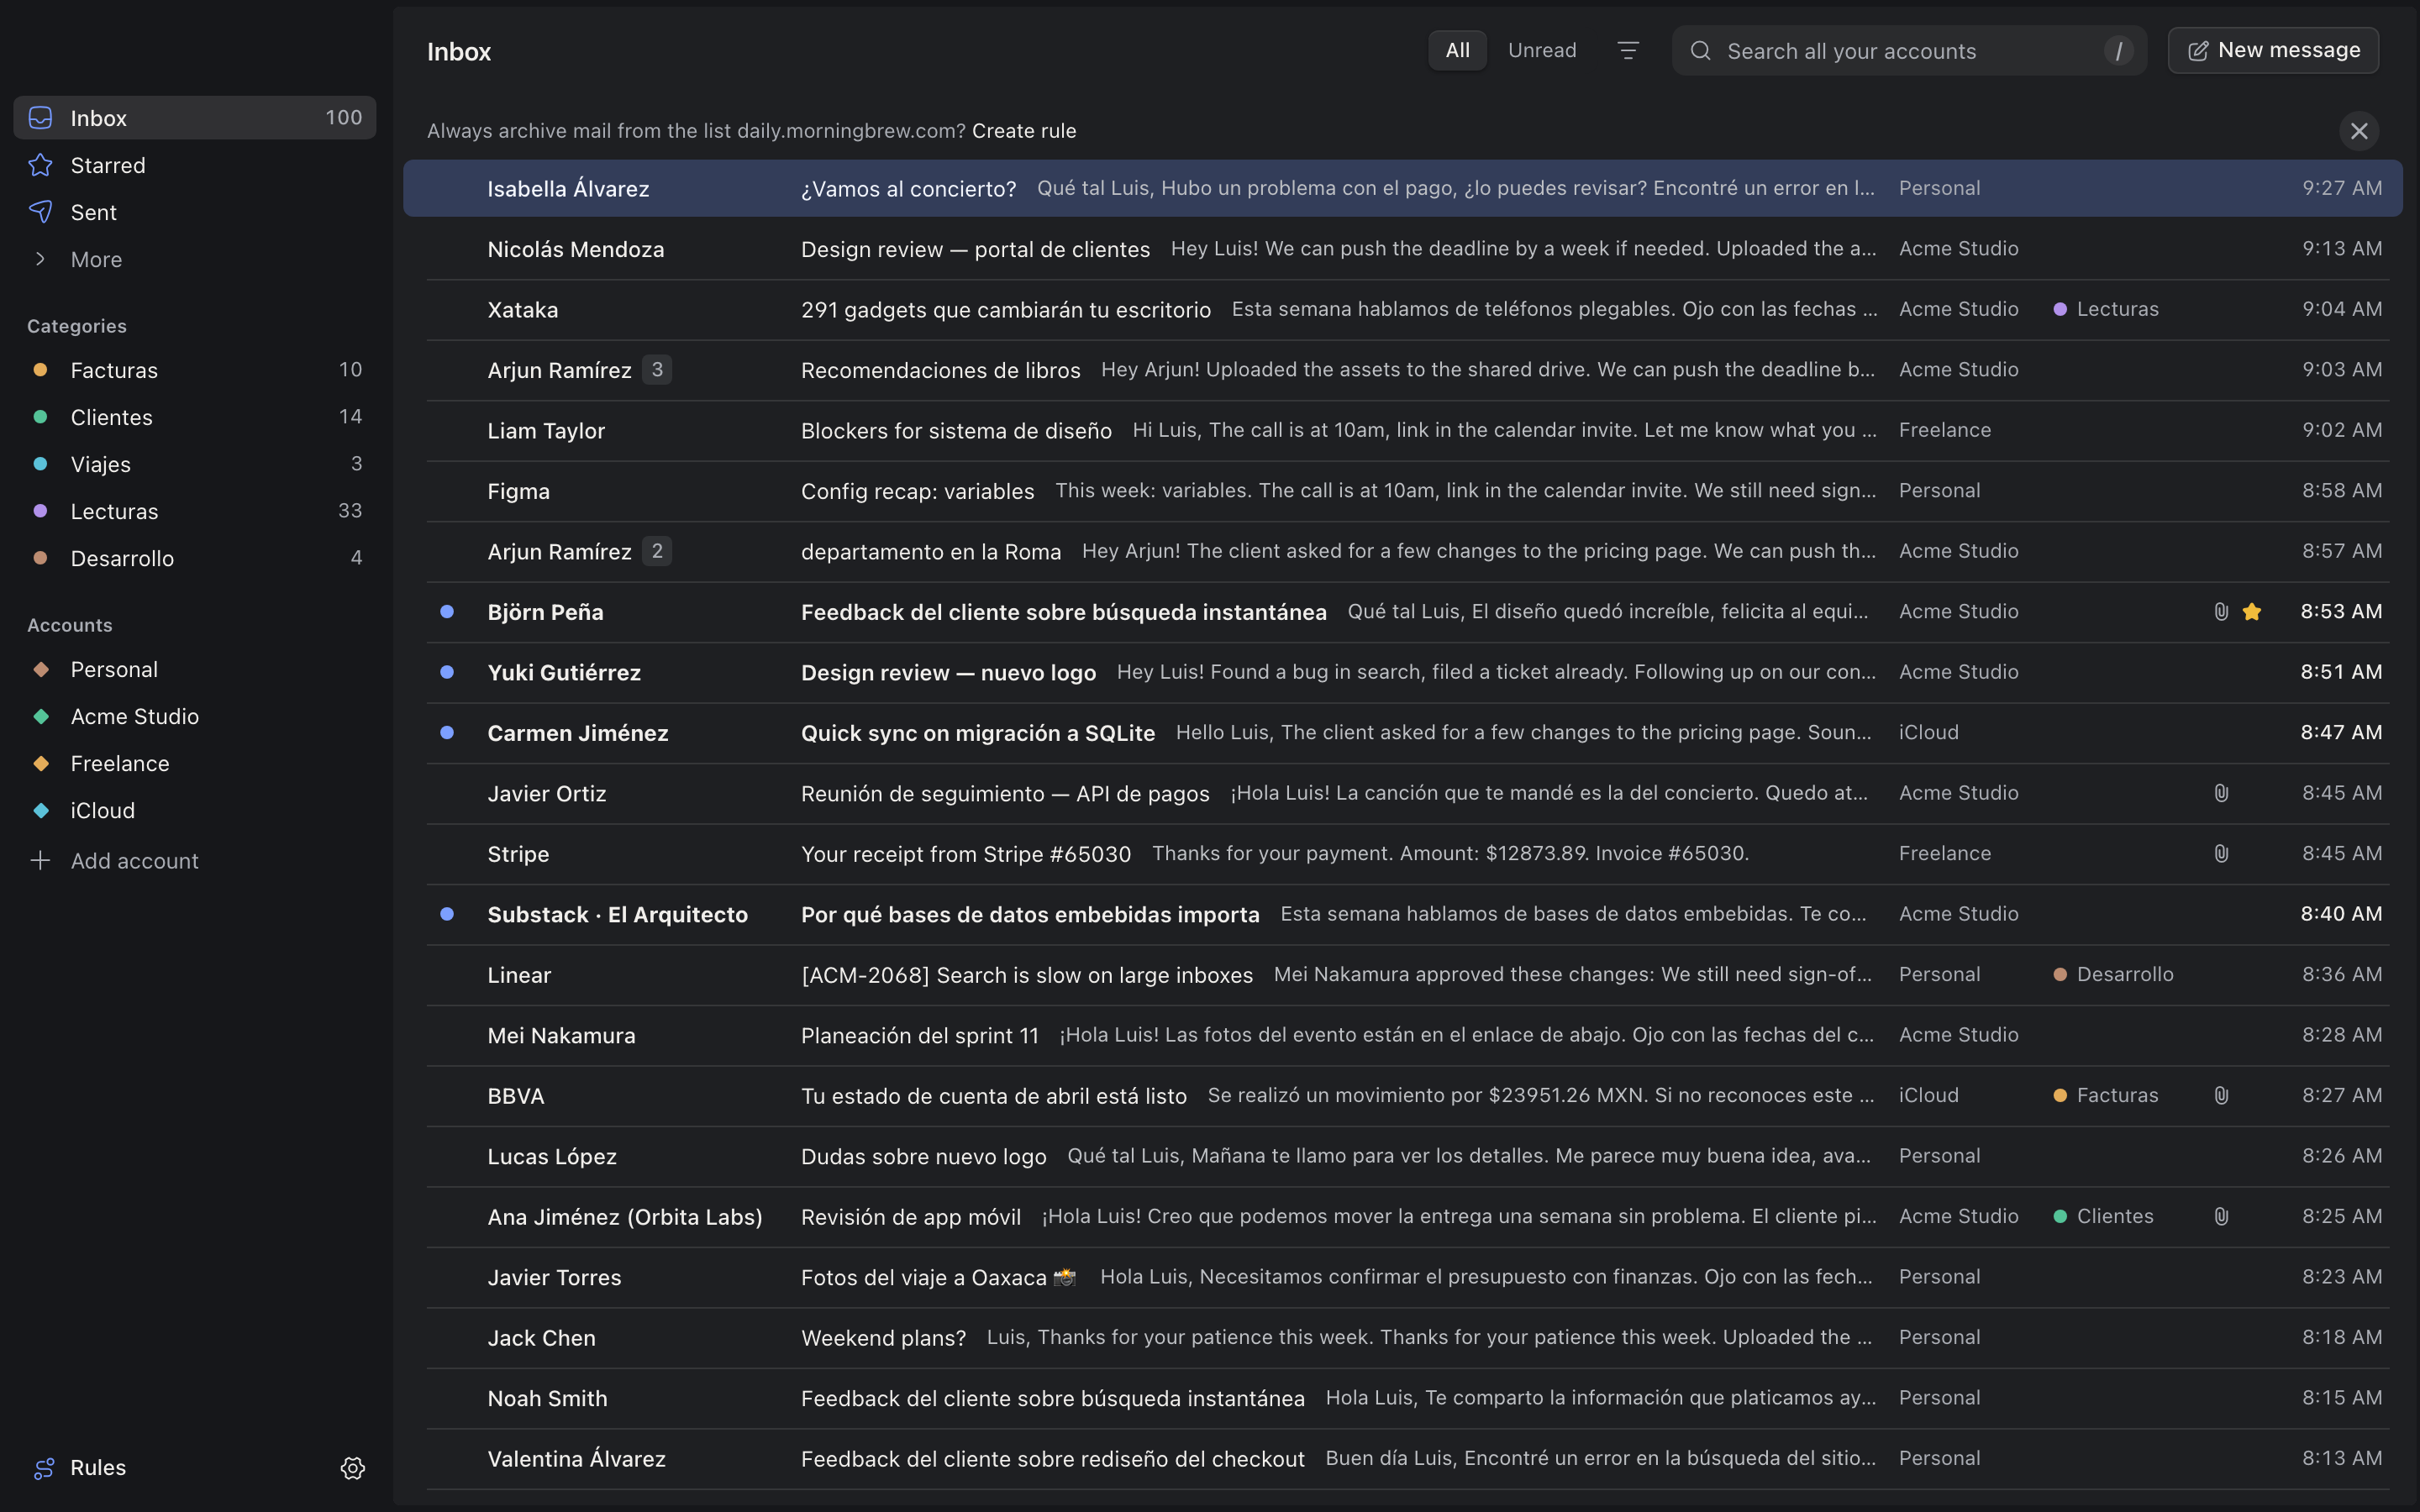 Inbox
All
Unread
Search all your accounts
/
New message
Inbox 100
Starred
Sent
More
Categories
Facturas 10
Clientes 14
Viajes 3
Lecturas 33
Desarrollo 4
Accounts
Personal
Acme Studio
Freelance
iCloud
Add account
Rules
Always archive mail from the list daily.morningbrew.com? Create rule
Isabella Álvarez ¿Vamos al concierto? Qué tal Luis, Hubo un problema con el pago, ¿lo puedes revisar? Encontré un error en l... Personal 9:27 AM
Nicolás Mendoza Design review — portal de clientes Hey Luis! We can push the deadline by a week if needed. Uploaded the a... Acme Studio 9:13 AM
Xataka 291 gadgets que cambiarán tu escritorio Esta semana hablamos de teléfonos plegables. Ojo con las fechas ... Acme Studio Lecturas 9:04 AM
Arjun Ramírez 3 Recomendaciones de libros Hey Arjun! Uploaded the assets to the shared drive. We can push the deadline b... Acme Studio 9:03 AM
Liam Taylor Blockers for sistema de diseño Hi Luis, The call is at 10am, link in the calendar invite. Let me know what you ... Freelance 9:02 AM
Figma Config recap: variables This week: variables. The call is at 10am, link in the calendar invite. We still need sign... Personal 8:58 AM
Arjun Ramírez 2 departamento en la Roma Hey Arjun! The client asked for a few changes to the pricing page. We can push th... Acme Studio 8:57 AM
Björn Peña Feedback del cliente sobre búsqueda instantánea Qué tal Luis, El diseño quedó increíble, felicita al equi... Acme Studio 8:53 AM
Yuki Gutiérrez Design review — nuevo logo Hey Luis! Found a bug in search, filed a ticket already. Following up on our con... Acme Studio 8:51 AM
Carmen Jiménez Quick sync on migración a SQLite Hello Luis, The client asked for a few changes to the pricing page. Soun... iCloud 8:47 AM
Javier Ortiz Reunión de seguimiento — API de pagos ¡Hola Luis! La canción que te mandé es la del concierto. Quedo at... Acme Studio 8:45 AM
Stripe Your receipt from Stripe #65030 Thanks for your payment. Amount: $12873.89. Invoice #65030. Freelance 8:45 AM
Substack · El Arquitecto Por qué bases de datos embebidas importa Esta semana hablamos de bases de datos embebidas. Te co... Acme Studio 8:40 AM
Linear [ACM-2068] Search is slow on large inboxes Mei Nakamura approved these changes: We still need sign-of... Personal Desarrollo 8:36 AM
Mei Nakamura Planeación del sprint 11 ¡Hola Luis! Las fotos del evento están en el enlace de abajo. Ojo con las fechas del c... Acme Studio 8:28 AM
BBVA Tu estado de cuenta de abril está listo Se realizó un movimiento por $23951.26 MXN. Si no reconoces este ... iCloud Facturas 8:27 AM
Lucas López Dudas sobre nuevo logo Qué tal Luis, Mañana te llamo para ver los detalles. Me parece muy buena idea, ava... Personal 8:26 AM
Ana Jiménez (Orbita Labs) Revisión de app móvil ¡Hola Luis! Creo que podemos mover la entrega una semana sin problema. El cliente pi... Acme Studio Clientes 8:25 AM
Javier Torres Fotos del viaje a Oaxaca 📸 Hola Luis, Necesitamos confirmar el presupuesto con finanzas. Ojo con las fech... Personal 8:23 AM
Jack Chen Weekend plans? Luis, Thanks for your patience this week. Thanks for your patience this week. Uploaded the ... Personal 8:18 AM
Noah Smith Feedback del cliente sobre búsqueda instantánea Hola Luis, Te comparto la información que platicamos ay... Personal 8:15 AM
Valentina Álvarez Feedback del cliente sobre rediseño del checkout Buen día Luis, Encontré un error en la búsqueda del sitio... Personal 8:13 AM